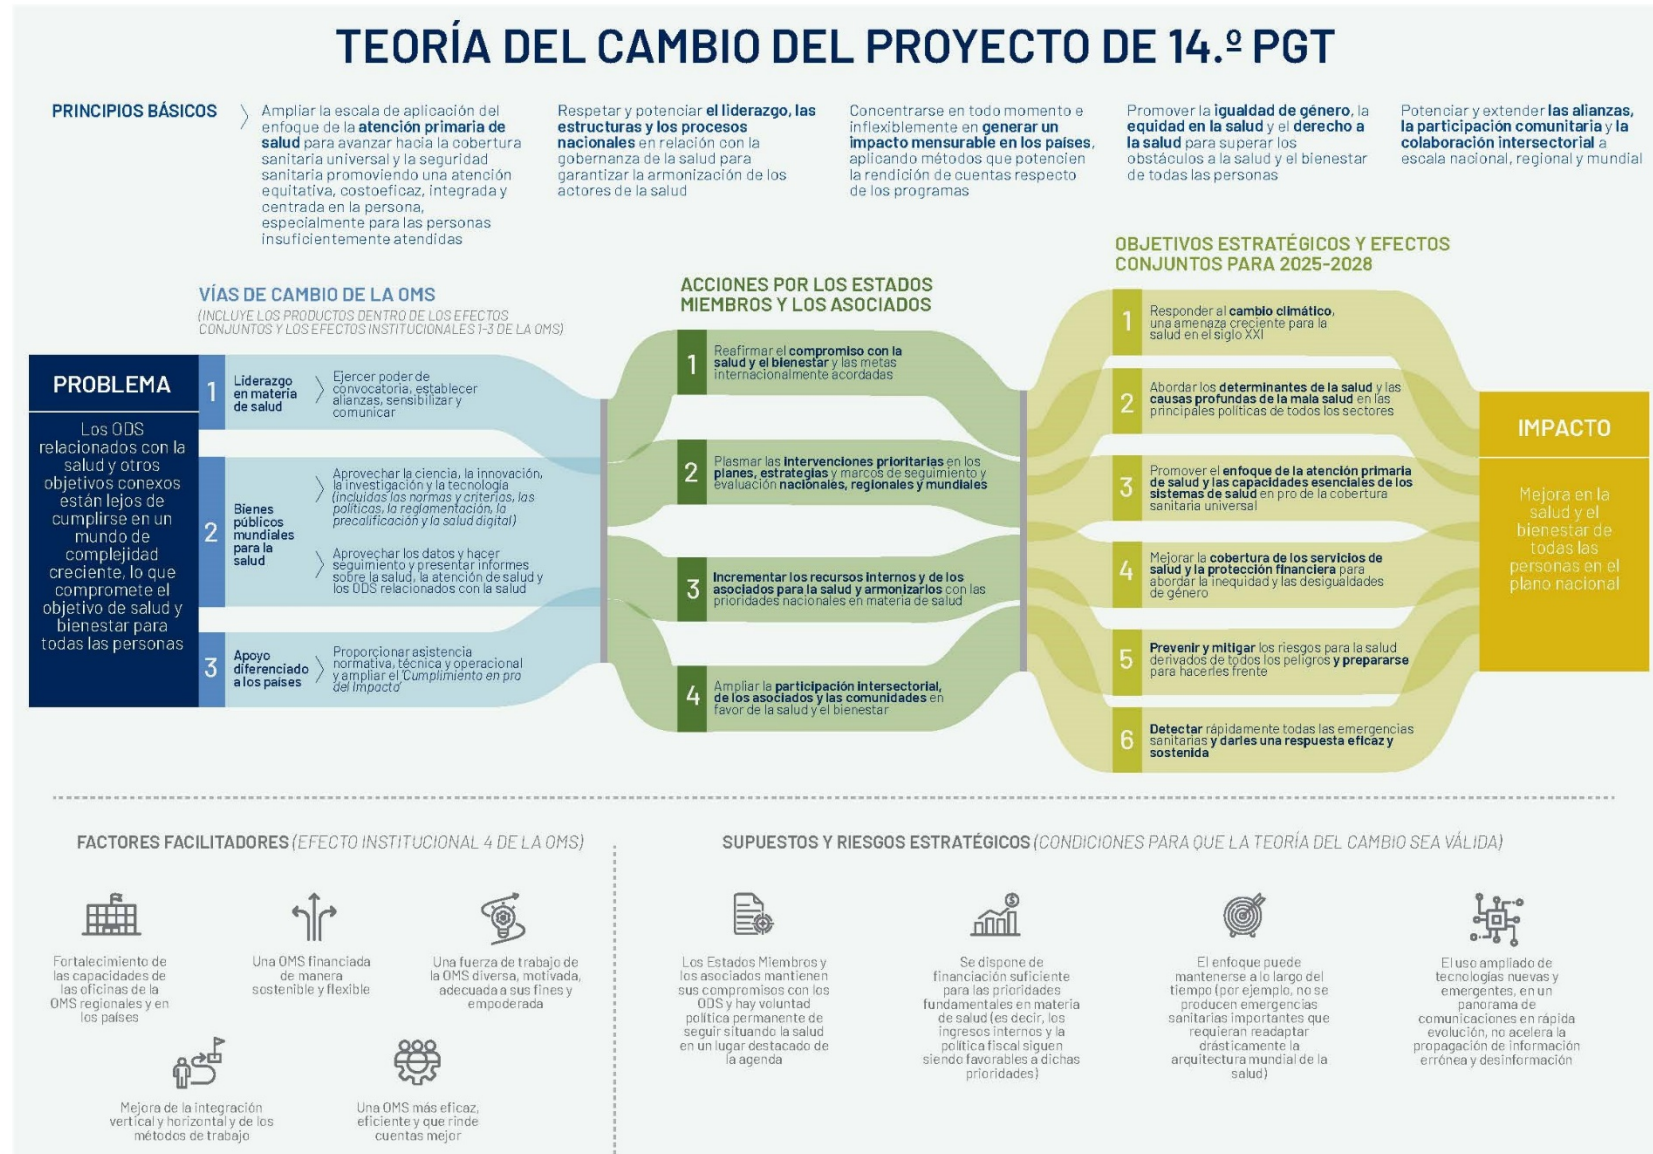 TEORÍA DEL CAMBIO DEL PROYECTO DE 14.º PGT
PRINCIPIOS BÁSICOS
Ampliar la escala de aplicación del
enfoque de la atención primaria de
salud para avanzar hacia la cobertura
sanitaria universal y la seguridad
sanitaria promoviendo una atención
equitativa, costoeficaz, integrada y
centrada en la persona,
especialmente para las personas
insuficientemente atendidas
Respetar y potenciar el liderazgo, las
estructuras y los procesos
nacionales en relación con la
gobernanza de la salud para
garantizar la armonización de los
actores de la salud
Concentrarse en todo momento e
inflexiblemente en generar un
impacto mensurable en los países,
aplicando métodos que potencien
la rendición de cuentas respecto
de los programas
Promover la igualdad de género, la
equidad en la salud y el derecho a
la salud para superar los
obstáculos a la salud y el bienestar
de todas las personas
Potenciar y extender las alianzas,
la participación comunitaria y la
colaboración intersectorial a
escala nacional, regional y mundial
PROBLEMA
Los ODS
relacionados con la
salud y otros
objetivos conexos
están lejos de
cumplirse en un
mundo de
complejidad
creciente, lo que
compromete el
objetivo de salud y
bienestar para
todas las personas
VÍAS DE CAMBIO DE LA OMS
(INCLUYE LOS PRODUCTOS DENTRO DE LOS EFECTOS
CONJUNTOS Y LOS EFECTOS INSTITUCIONALES 1-3 DE LA OMS)
1
Liderazgo
en materia
de salud
Ejercer poder de
convocatoria, establecer
alianzas, sensibilizar y
comunicar
2
Bienes
públicos
mundiales
para la
salud
Aprovechar la ciencia, la innovación,
la investigación y la tecnología
(incluidas las normas y criterios, las
políticas, la reglamentación, la
precalificación y la salud digital)
Aprovechar los datos y hacer
seguimiento y presentar informes
sobre la salud, la atención de salud y
los ODS relacionados con la salud
3
Apoyo
diferenciado
a los países
Proporcionar asistencia
normativa, técnica y operacional
y ampliar el 'Cumplimiento en pro
del Impacto'
ACCIONES POR LOS ESTADOS
MIEMBROS Y LOS ASOCIADOS
1
Reafirmar el compromiso con la
salud y el bienestar y las metas
internacionalmente acordadas
2
Plasmar las intervenciones prioritarias en los
planes, estrategias y marcos de seguimiento y
evaluación nacionales, regionales y mundiales
3
Incrementar los recursos internos y de los
asociados para la salud y armonizarlos con las
prioridades nacionales en materia de salud
4
Ampliar la participación intersectorial,
de los asociados y las comunidades en
favor de la salud y el bienestar
OBJETIVOS ESTRATÉGICOS Y EFECTOS
CONJUNTOS PARA 2025-2028
1
Responder al cambio climático,
una amenaza creciente para la
salud en el siglo XXI
2
Abordar los determinantes de la salud y las
causas profundas de la mala salud en las
principales políticas de todos los sectores
3
Promover el enfoque de la atención primaria
de salud y las capacidades esenciales de los
sistemas de salud en pro de la cobertura
sanitaria universal
4
Mejorar la cobertura de los servicios de
salud y la protección financiera para
abordar la inequidad y las desigualdades
de género
5
Prevenir y mitigar los riesgos para la salud
derivados de todos los peligros y prepararse
para hacerles frente
6
Detectar rápidamente todas las emergencias
sanitarias y darles una respuesta eficaz y
sostenida
IMPACTO
Mejora en la
salud y el
bienestar de
todas las
personas en el
plano nacional
FACTORES FACILITADORES (EFECTO INSTITUCIONAL 4 DE LA OMS)
Fortalecimiento de
las capacidades de
las oficinas de la
OMS regionales y en
los países
Una OMS financiada
de manera
sostenible y flexible
Una fuerza de trabajo de
la OMS diversa, motivada,
adecuada a sus fines y
empoderada
Mejora de la integración
vertical y horizontal y de los
métodos de trabajo
Una OMS más eficaz,
eficiente y que rinde
cuentas mejor
SUPUESTOS Y RIESGOS ESTRATÉGICOS (CONDICIONES PARA QUE LA TEORÍA DEL CAMBIO SEA VÁLIDA)
Los Estados Miembros y
los asociados mantienen
sus compromisos con los
ODS y hay voluntad
política permanente de
seguir situando la salud
en un lugar destacado de
la agenda
Se dispone de
financiación suficiente
para las prioridades
fundamentales en materia
de salud (es decir, los
ingresos internos y la
política fiscal siguen
siendo favorables a dichas
prioridades)
El enfoque puede
mantenerse a lo largo del
tiempo (por ejemplo, no se
producen emergencias
sanitarias importantes que
requieran readaptar
drásticamente la
arquitectura mundial de la
salud)
El uso ampliado de
tecnologías nuevas y
emergentes, en un
panorama de
comunicaciones en rápida
evolución, no acelera la
propagación de información
errónea y desinformación